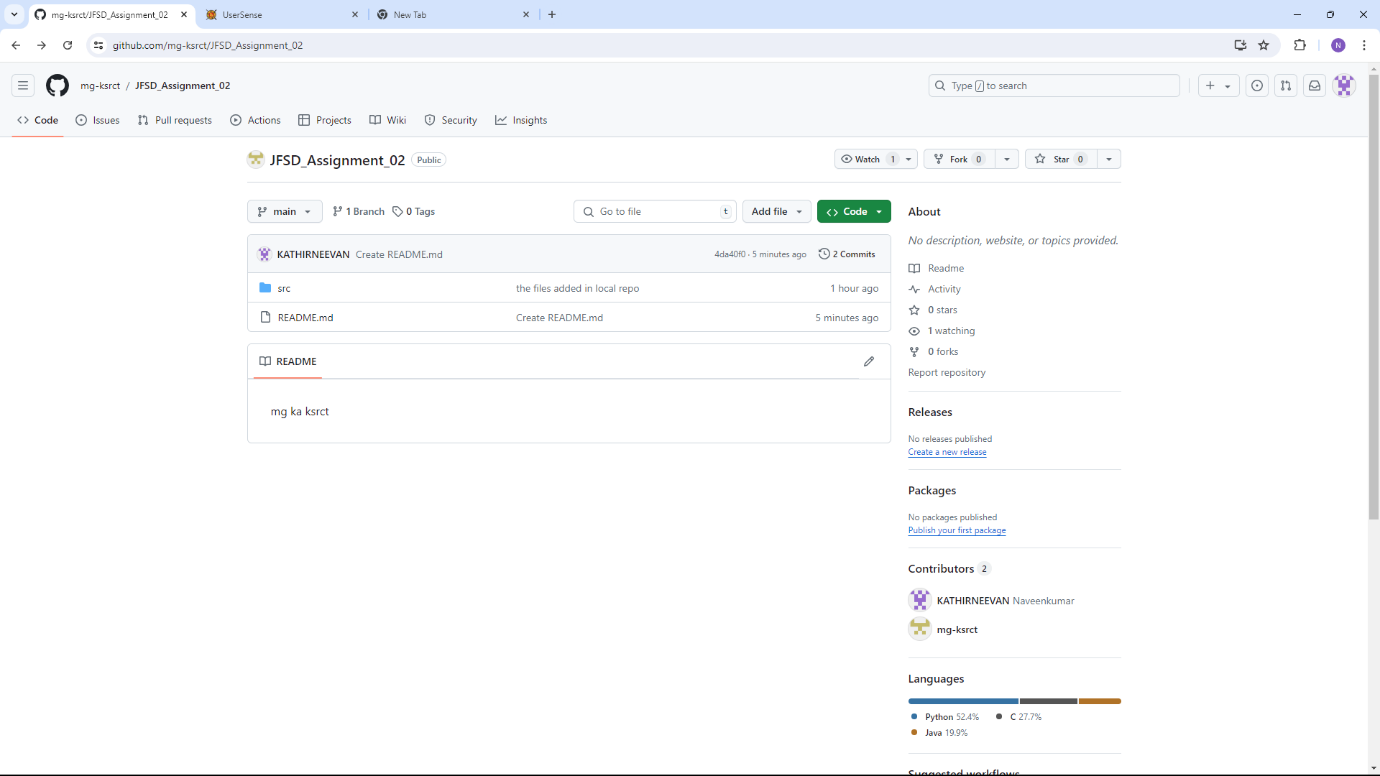 mg-ksrct/JFSD_Assignment_02
UserSense
New Tab
github.com/mg-ksrct/JFSD_Assignment_02
N
mg-ksrct / JFSD_Assignment_02
Type / to search
Code
Issues
Pull requests
Actions
Projects
Wiki
Security
Insights
JFSD_Assignment_02 Public
Watch 1
Fork 0
Star 0
main
1 Branch
0 Tags
Go to file t
Add file
Code
KATHIRNEEVAN Create README.md 4da40f0 · 5 minutes ago 2 Commits
src the files added in local repo 1 hour ago
README.md Create README.md 5 minutes ago
README
mg ka ksrct
About
No description, website, or topics provided.
Readme
Activity
0 stars
1 watching
0 forks
Report repository
Releases
No releases published
Create a new release
Packages
No packages published
Publish your first package
Contributors 2
KATHIRNEEVAN Naveenkumar
mg-ksrct
Languages
Python 52.4% C 27.7%
Java 19.9%
Suggested workflows